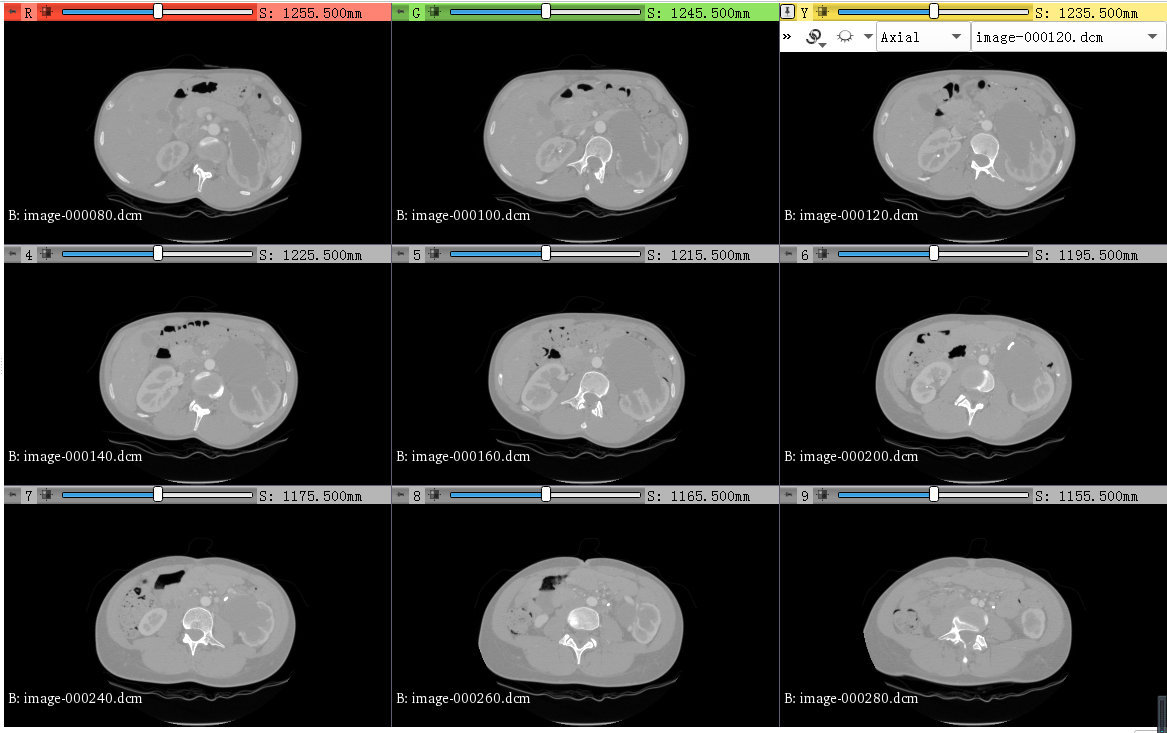 R S: 1255.500mm
G S: 1245.500mm
Y S: 1235.500mm
» Axial image-000120.dcm
B: image-000080.dcm
B: image-000100.dcm
B: image-000120.dcm
4 S: 1225.500mm
5 S: 1215.500mm
6 S: 1195.500mm
B: image-000140.dcm
B: image-000160.dcm
B: image-000200.dcm
7 S: 1175.500mm
8 S: 1165.500mm
9 S: 1155.500mm
B: image-000240.dcm
B: image-000260.dcm
B: image-000280.dcm